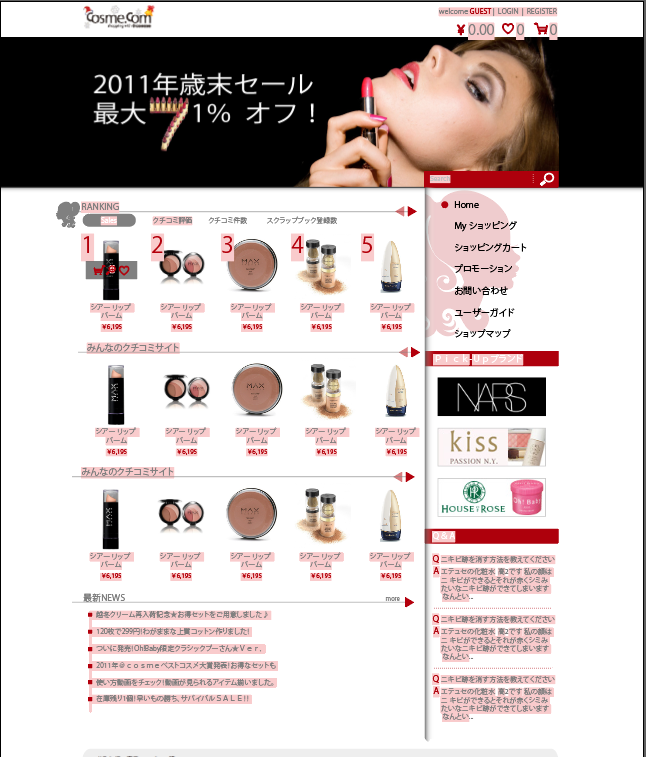 Cosme.Com
welcome GUEST | LOGIN | REGISTER
¥ 0.00 0 0
2011年歳末セール
最大71% オフ！
RANKING
Sales クチコミ評価 クチコミ件数 スクラップブック登録数
1 2 3 4 5
シアーリップ シアーリップ シアーリップ シアーリップ シアーリップ
バーム バーム バーム バーム バーム
¥6,195 ¥6,195 ¥6,195 ¥6,195 ¥6,195
みんなのクチコミサイト
シアーリップ シアーリップ シアーリップ シアーリップ シアーリップ
バーム バーム バーム バーム バーム
¥6,195 ¥6,195 ¥6,195 ¥6,195 ¥6,195
みんなのクチコミサイト
シアーリップ シアーリップ シアーリップ シアーリップ シアーリップ
バーム バーム バーム バーム バーム
¥6,195 ¥6,195 ¥6,195 ¥6,195 ¥6,195
最新NEWS more
越冬クリーム再入荷記念★お得セットをご用意しました♪
120枚で299円！わがままな上質コットン作りました！
ついに発売！Oh!Baby限定クラシックプーさん★Ｖｅｒ．
2011年＠ｃｏｓｍｅベストコスメ大賞発表！お得なセットも
使い方動画をチェック！動画が見られるアイテム揃いました。
在庫残り1個！早いもの勝ち、サバイバルＳＡＬＥ！！
Home
My ショッピング
ショッピングカート
プロモーション
お問い合わせ
ユーザーガイド
ショップマップ
Ｐｉｃｋ-Ｕｐブランド
NARS
kiss
PASSION N.Y.
HOUSE OF ROSE
Oh! Baby
Q & A
Q ニキビ跡を消す方法を教えてください
A エテュセの化粧水 高2です 私の顔は
ニ キビができるとそれが赤くシミみ
たいなニキビ跡ができてしまいます
なんとい...
Q ニキビ跡を消す方法を教えてください
A エテュセの化粧水 高2です 私の顔は
ニ キビができるとそれが赤くシミみ
たいなニキビ跡ができてしまいます
なんとい...
Q ニキビ跡を消す方法を教えてください
A エテュセの化粧水 高2です 私の顔は
ニ キビができるとそれが赤くシミみ
たいなニキビ跡ができてしまいます
なんとい...